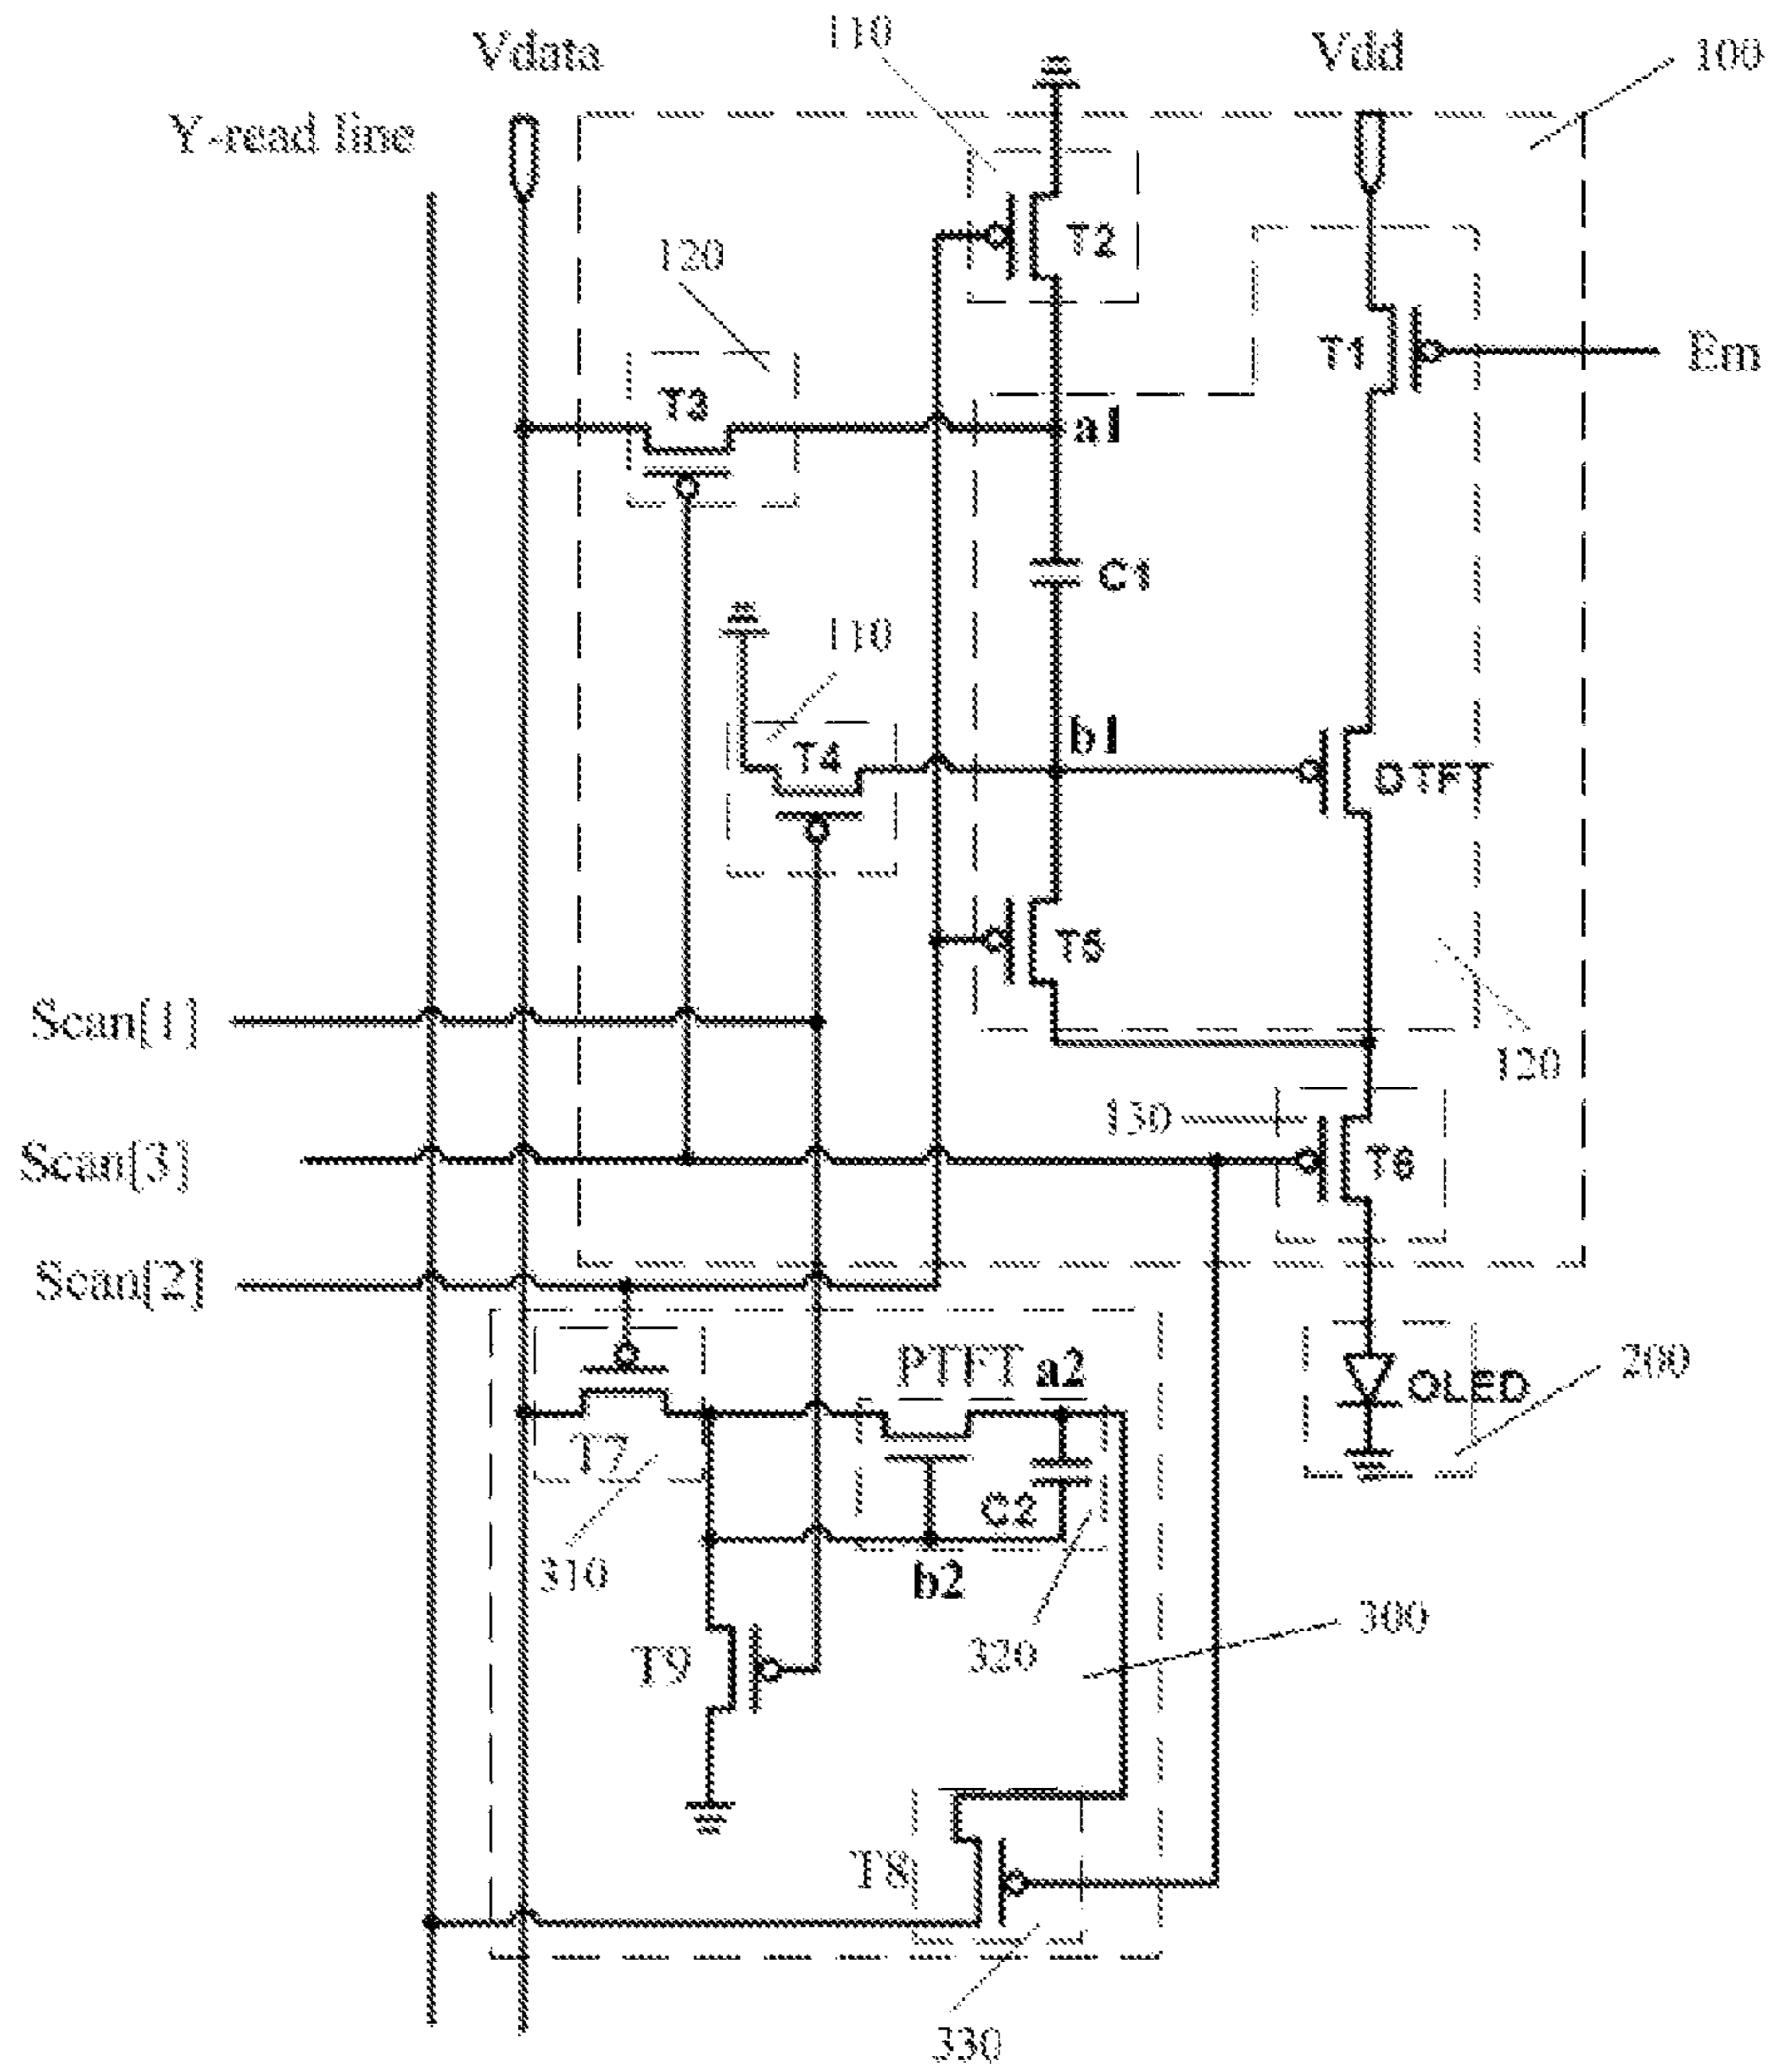 110
Vdata
Vdd
100
Y-read line
T2
120
T1
Em
T3
a1
C1
110
b1
T4
DTFT
T5
Scan[1]
120
130
Scan[3]
T6
Scan[2]
PTFT a2
OLED
200
T7
C2
310
b2
320
300
T9
T8
330